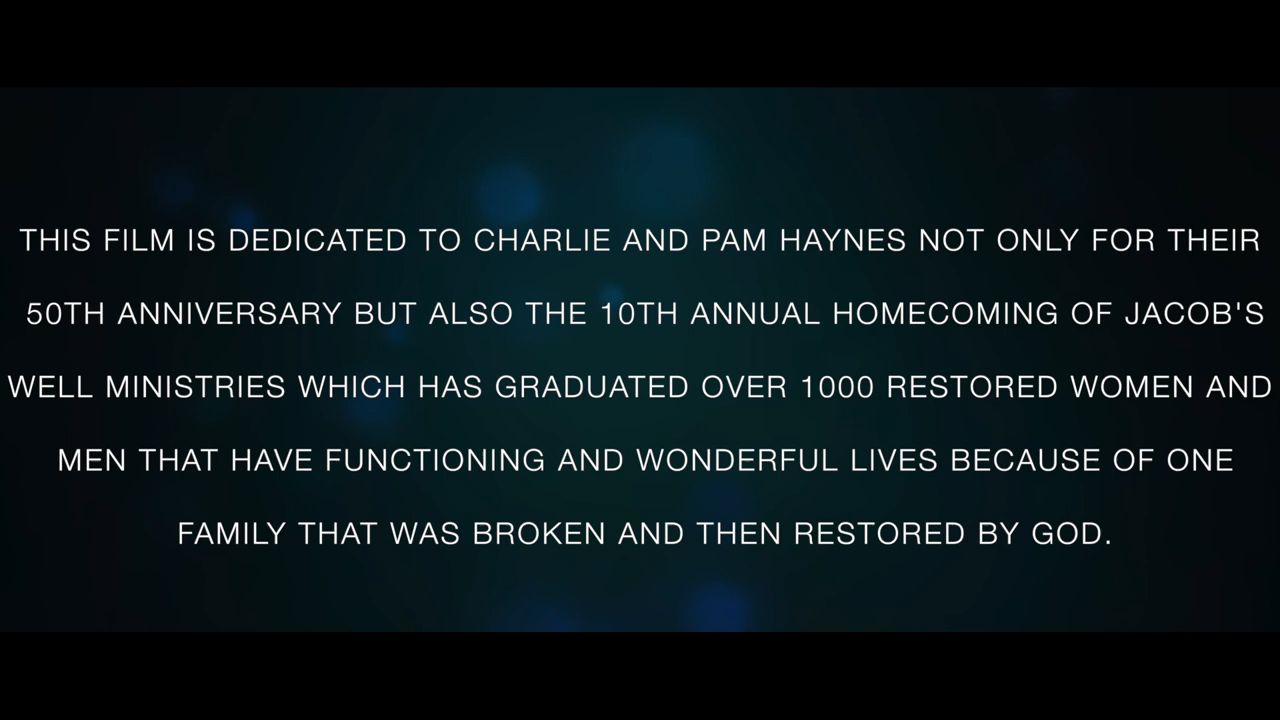 THIS FILM IS DEDICATED TO CHARLIE AND PAM HAYNES NOT ONLY FOR THEIR
50TH ANNIVERSARY BUT ALSO THE 10TH ANNUAL HOMECOMING OF JACOB'S
WELL MINISTRIES WHICH HAS GRADUATED OVER 1000 RESTORED WOMEN AND
MEN THAT HAVE FUNCTIONING AND WONDERFUL LIVES BECAUSE OF ONE
FAMILY THAT WAS BROKEN AND THEN RESTORED BY GOD.